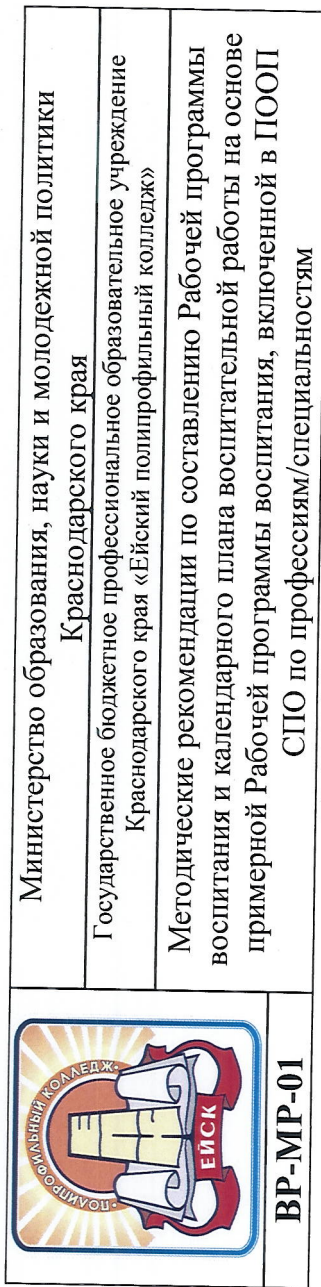 • ПОЛИПРОФИЛЬНЫЙ КОЛЛЕДЖ •
ЕЙСК
ВР-МР-01
Министерство образования, науки и молодежной политики
Краснодарского края
Государственное бюджетное профессиональное образовательное учреждение
Краснодарского края «Ейский полипрофильный колледж»
Методические рекомендации по составлению Рабочей программы
воспитания и календарного плана воспитательной работы на основе
примерной Рабочей программы воспитания, включенной в ПООП
СПО по профессиям/специальностям